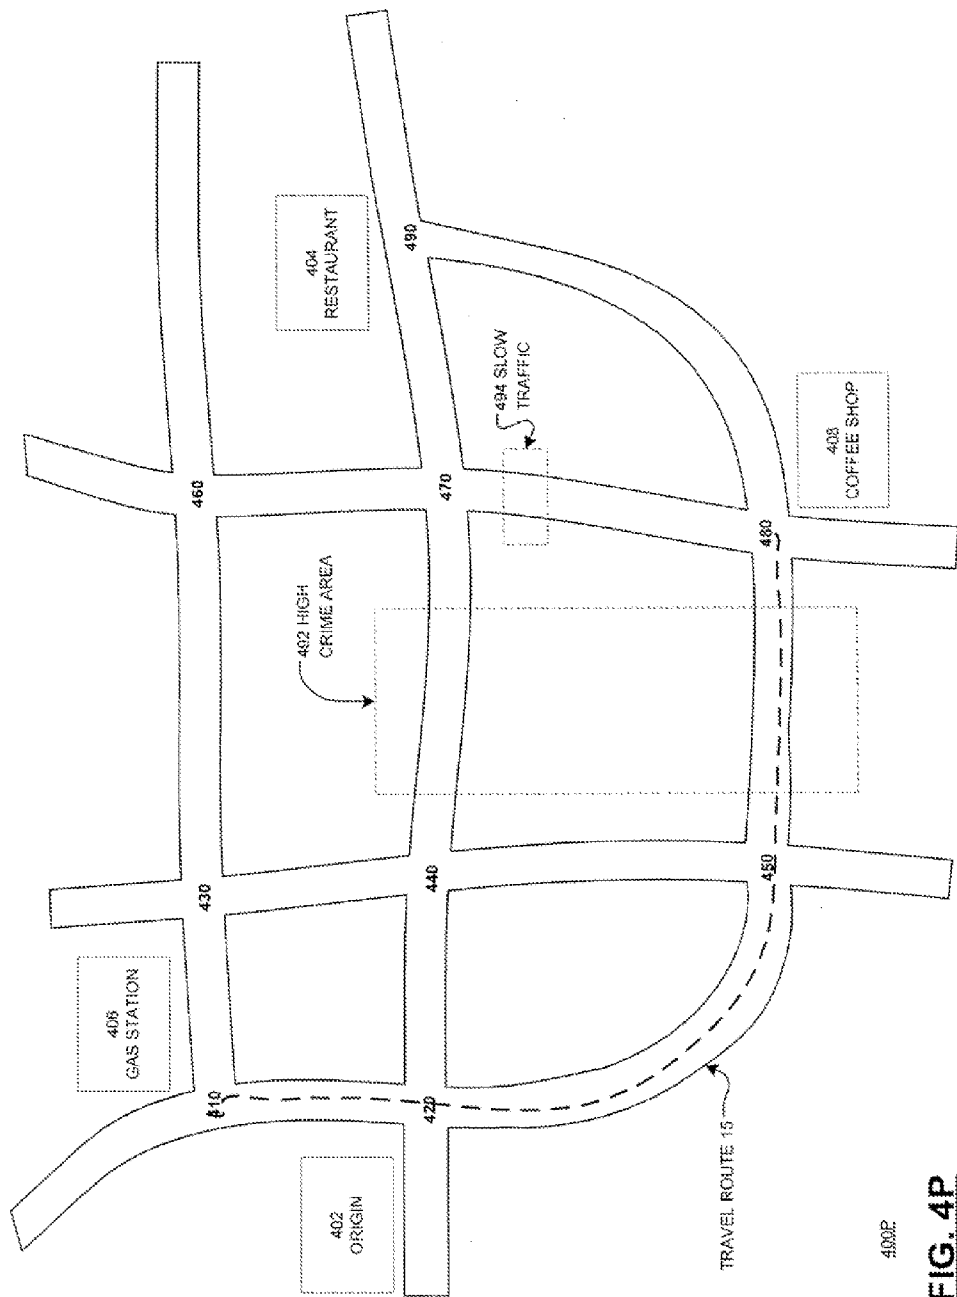 406
GAS STATION
410
430
460
492 HIGH
CRIME AREA
404
RESTAURANT
402
ORIGIN
420
440
470
490
494 SLOW
TRAFFIC
TRAVEL ROUTE 15
450
480
408
COFFEE SHOP
400P
FIG. 4P